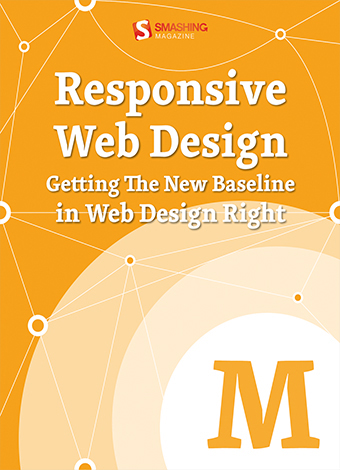 S SMASHING
MAGAZINE
Responsive
Web Design
Getting The New Baseline
in Web Design Right
M